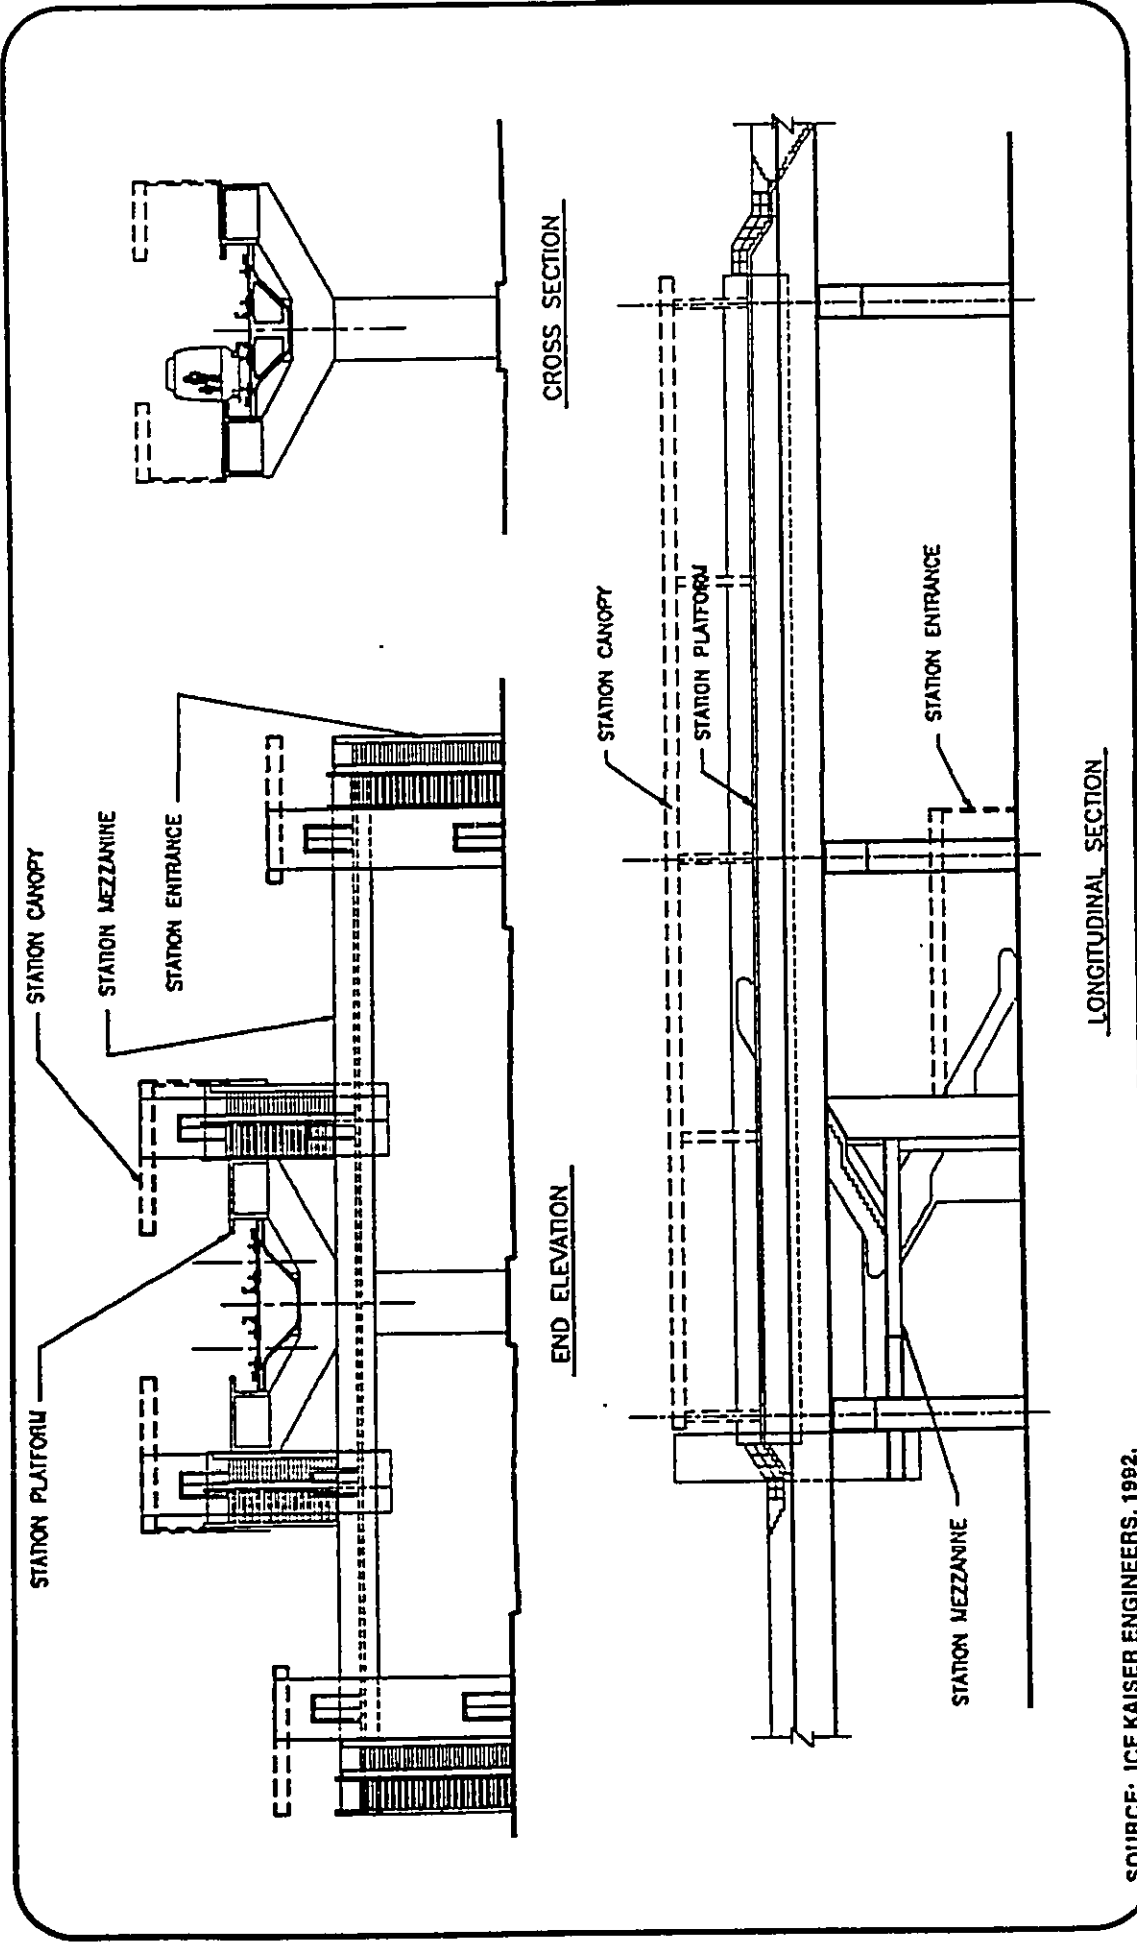 STATION PLATFORM
STATION CANOPY
STATION MEZZANINE
STATION ENTRANCE
END ELEVATION
CROSS SECTION
STATION CANOPY
STATION PLATFORM
STATION ENTRANCE
STATION MEZZANINE
LONGITUDINAL SECTION
SOURCE: ICF KAISER ENGINEERS, 1992.